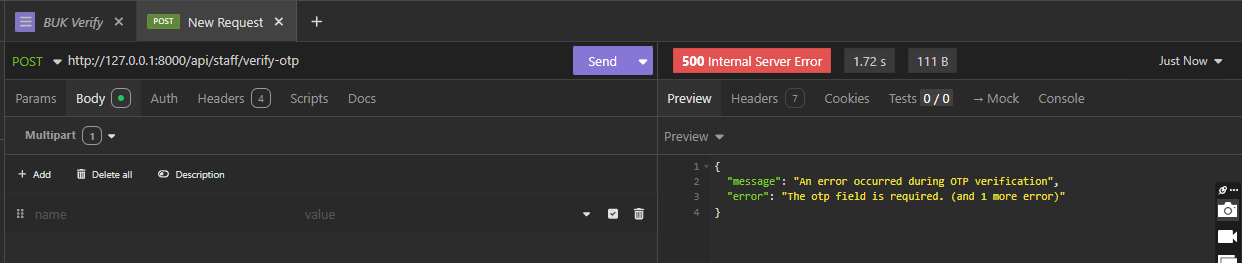 BUK Verify
POST New Request
POST http://127.0.0.1:8000/api/staff/verify-otp Send
500 Internal Server Error 1.72 s 111 B Just Now
Params Body Auth Headers 4 Scripts Docs
Preview Headers 7 Cookies Tests 0 / 0 → Mock Console
Multipart 1
Preview
+ Add Delete all Description
name value
1 {
2 "message": "An error occurred during OTP verification",
3 "error": "The otp field is required. (and 1 more error)"
4 }